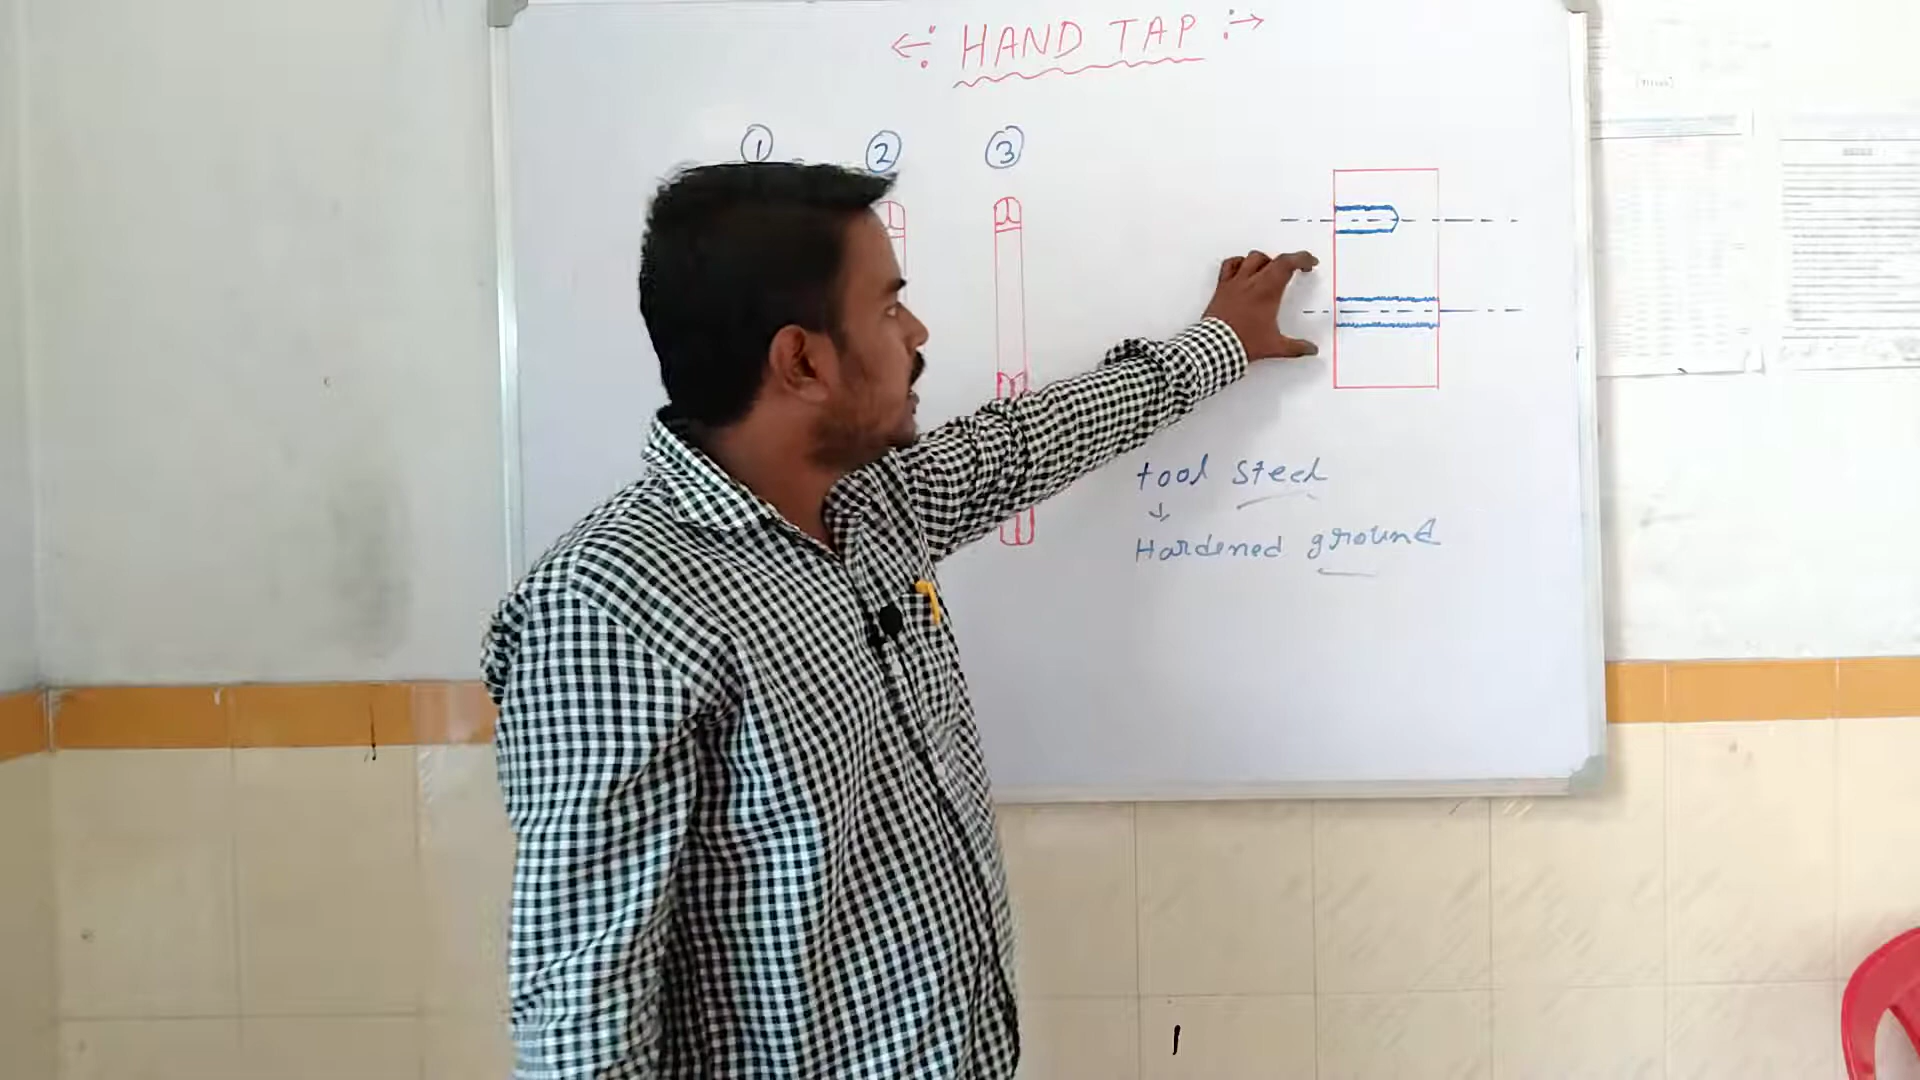 ←: HAND TAP :→
1 2 3
tool steel
↓
Hardened ground